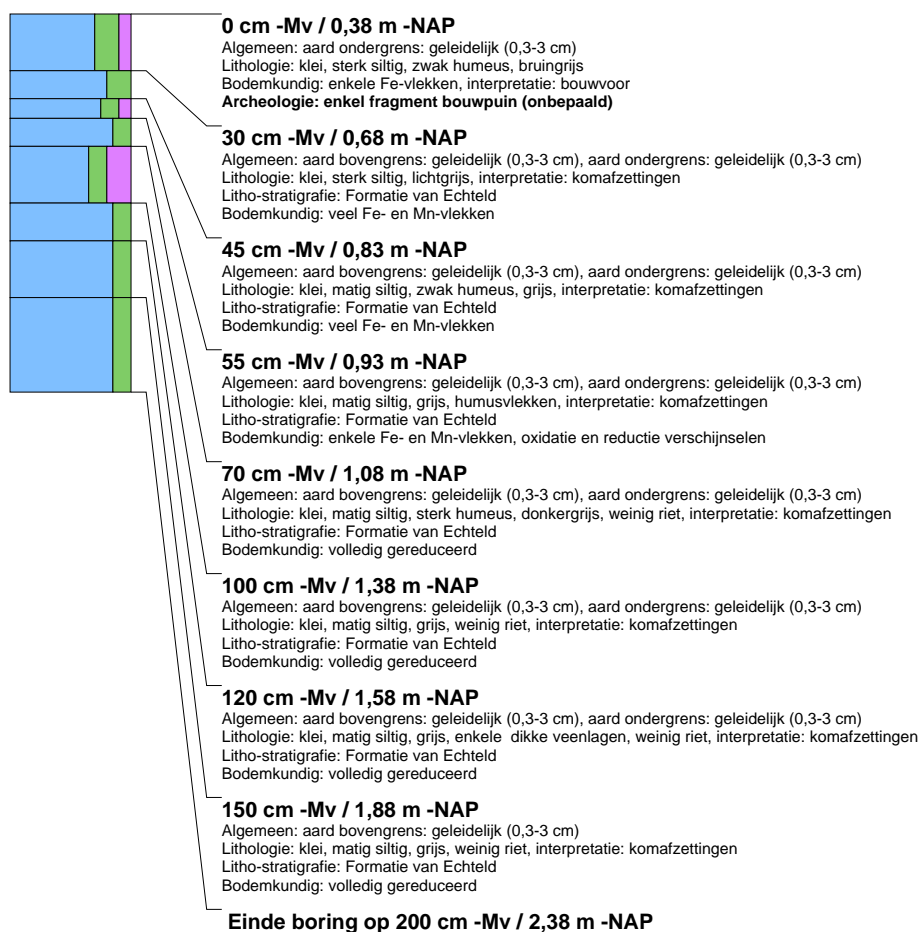 0 cm -Mv / 0,38 m -NAP
Algemeen: aard ondergrens: geleidelijk (0,3-3 cm)
Lithologie: klei, sterk siltig, zwak humeus, bruingrijs
Bodemkundig: enkele Fe-vlekken, interpretatie: bouwvoor
Archeologie: enkel fragment bouwpuin (onbepaald)
30 cm -Mv / 0,68 m -NAP
Algemeen: aard bovengrens: geleidelijk (0,3-3 cm), aard ondergrens: geleidelijk (0,3-3 cm)
Lithologie: klei, sterk siltig, lichtgrijs, interpretatie: komafzettingen
Litho-stratigrafie: Formatie van Echteld
Bodemkundig: veel Fe- en Mn-vlekken
45 cm -Mv / 0,83 m -NAP
Algemeen: aard bovengrens: geleidelijk (0,3-3 cm), aard ondergrens: geleidelijk (0,3-3 cm)
Lithologie: klei, matig siltig, zwak humeus, grijs, interpretatie: komafzettingen
Litho-stratigrafie: Formatie van Echteld
Bodemkundig: veel Fe- en Mn-vlekken
55 cm -Mv / 0,93 m -NAP
Algemeen: aard bovengrens: geleidelijk (0,3-3 cm), aard ondergrens: geleidelijk (0,3-3 cm)
Lithologie: klei, matig siltig, grijs, humusvlekken, interpretatie: komafzettingen
Litho-stratigrafie: Formatie van Echteld
Bodemkundig: enkele Fe- en Mn-vlekken, oxidatie en reductie verschijnselen
70 cm -Mv / 1,08 m -NAP
Algemeen: aard bovengrens: geleidelijk (0,3-3 cm), aard ondergrens: geleidelijk (0,3-3 cm)
Lithologie: klei, matig siltig, sterk humeus, donkergrijs, weinig riet, interpretatie: komafzettingen
Litho-stratigrafie: Formatie van Echteld
Bodemkundig: volledig gereduceerd
100 cm -Mv / 1,38 m -NAP
Algemeen: aard bovengrens: geleidelijk (0,3-3 cm), aard ondergrens: geleidelijk (0,3-3 cm)
Lithologie: klei, matig siltig, grijs, weinig riet, interpretatie: komafzettingen
Litho-stratigrafie: Formatie van Echteld
Bodemkundig: volledig gereduceerd
120 cm -Mv / 1,58 m -NAP
Algemeen: aard bovengrens: geleidelijk (0,3-3 cm), aard ondergrens: geleidelijk (0,3-3 cm)
Lithologie: klei, matig siltig, grijs, enkele  dikke veenlagen, weinig riet, interpretatie: komafzettingen
Litho-stratigrafie: Formatie van Echteld
Bodemkundig: volledig gereduceerd
150 cm -Mv / 1,88 m -NAP
Algemeen: aard bovengrens: geleidelijk (0,3-3 cm)
Lithologie: klei, matig siltig, grijs, weinig riet, interpretatie: komafzettingen
Litho-stratigrafie: Formatie van Echteld
Bodemkundig: volledig gereduceerd
Einde boring op 200 cm -Mv / 2,38 m -NAP